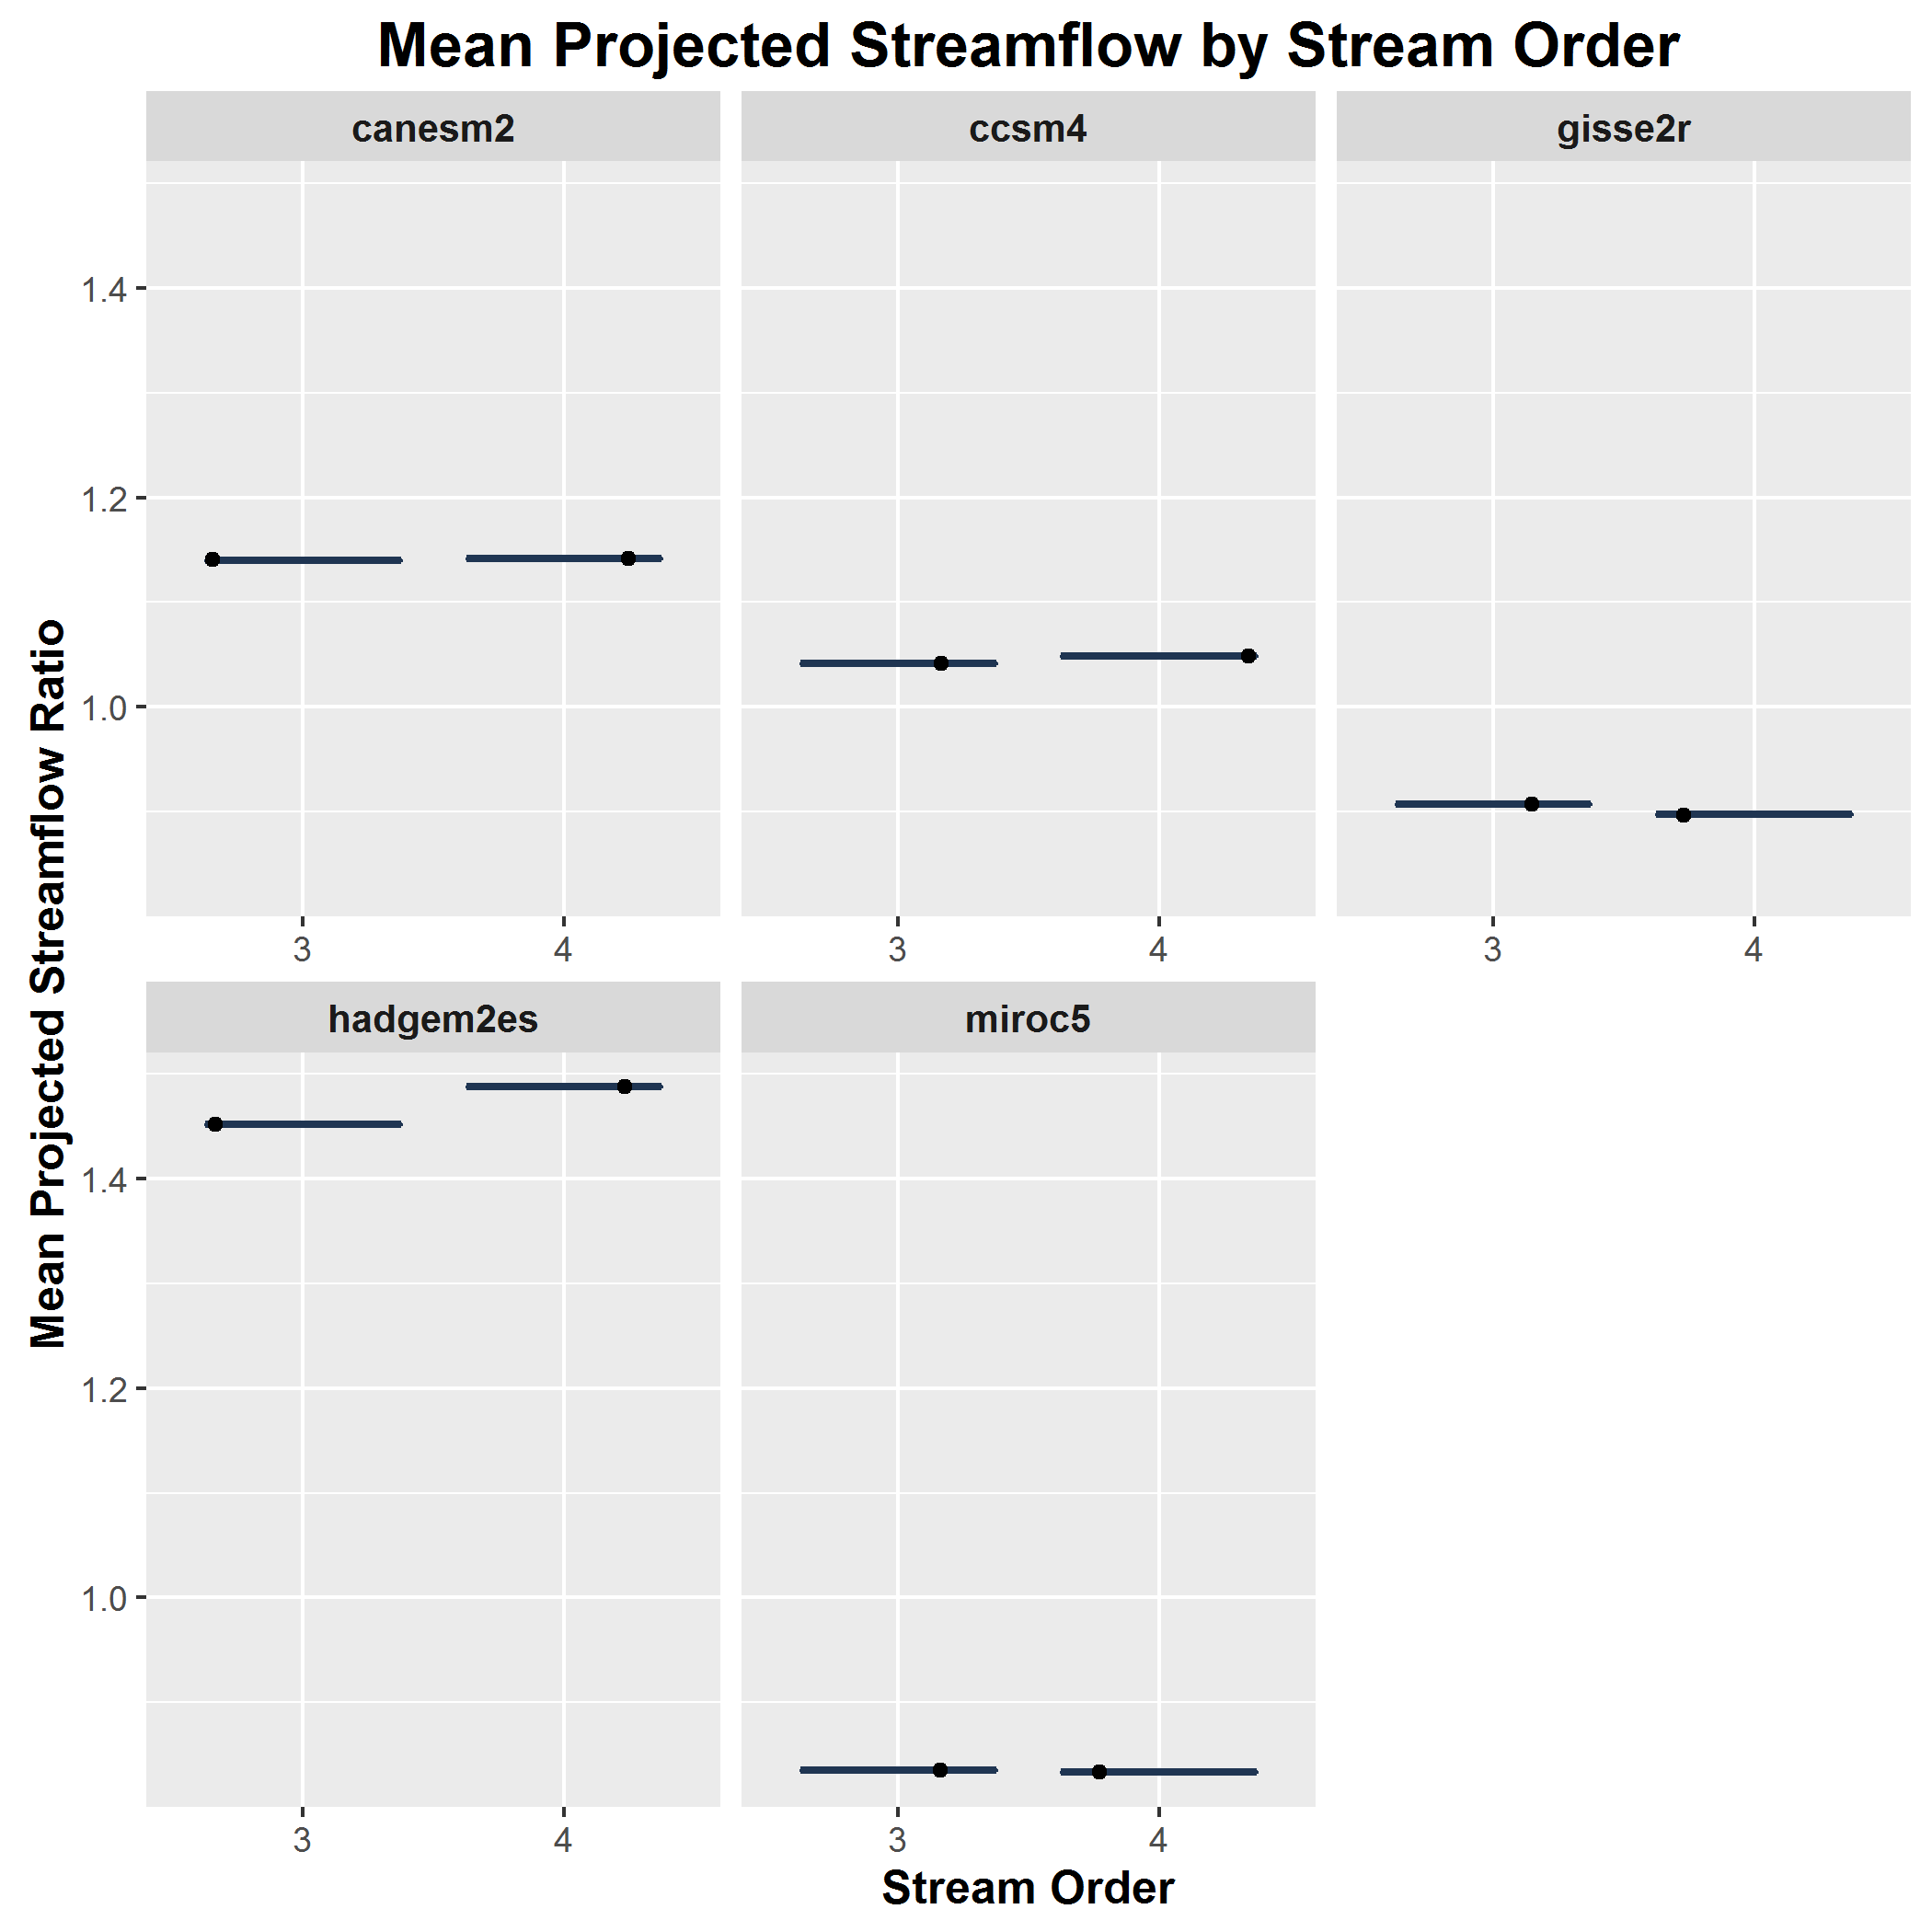 Mean Projected Streamflow by Stream Order
canesm2
ccsm4
gisse2r
1.4
1.2
1.0
3
4
3
4
3
4
Mean Projected Streamflow Ratio
hadgem2es
miroc5
1.4
1.2
1.0
3
4
3
4
Stream Order